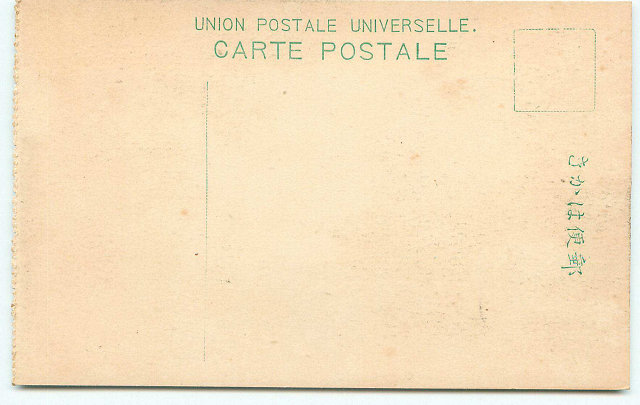 UNION POSTALE UNIVERSELLE.
CARTE POSTALE
郵便はかき